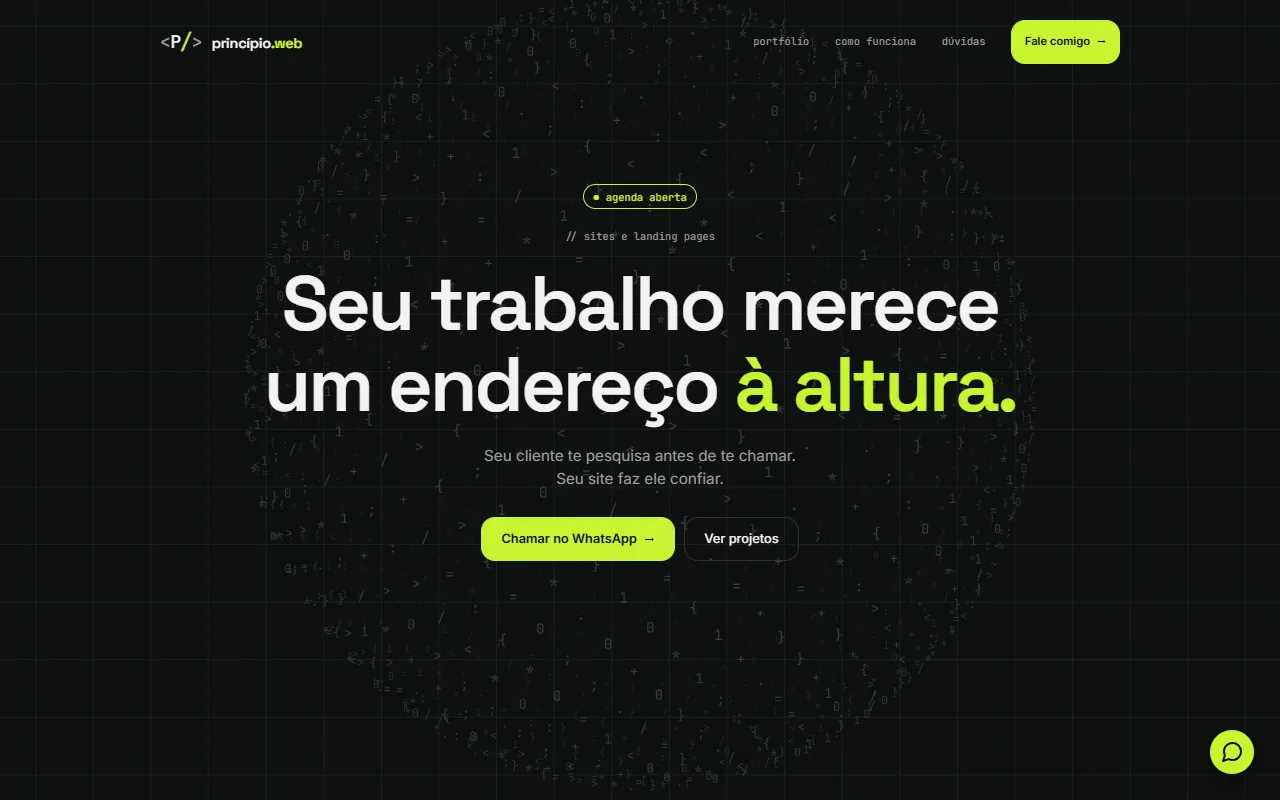 <P/> princípio.web
portfólio
como funciona
dúvidas
Fale comigo →
agenda aberta
// sites e landing pages
Seu trabalho merece
um endereço à altura.
Seu cliente te pesquisa antes de te chamar.
Seu site faz ele confiar.
Chamar no WhatsApp →
Ver projetos